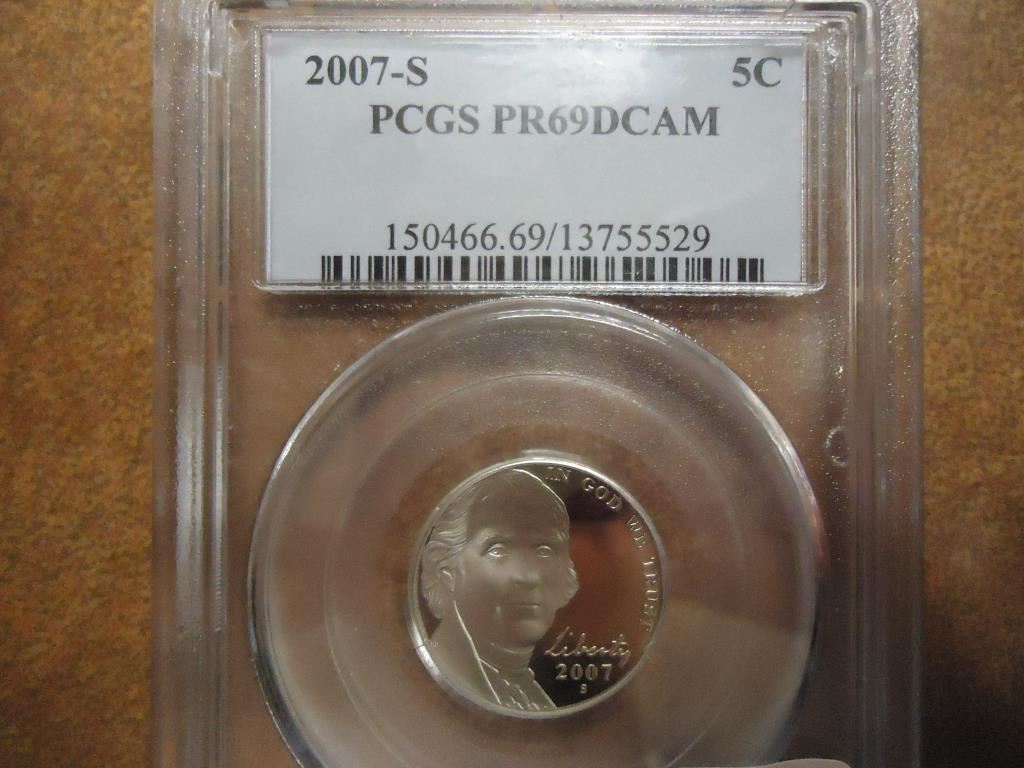 2007-S 5C
PCGS PR69DCAM
150466.69/13755529
IN GOD WE TRUST
Liberty
2007
S